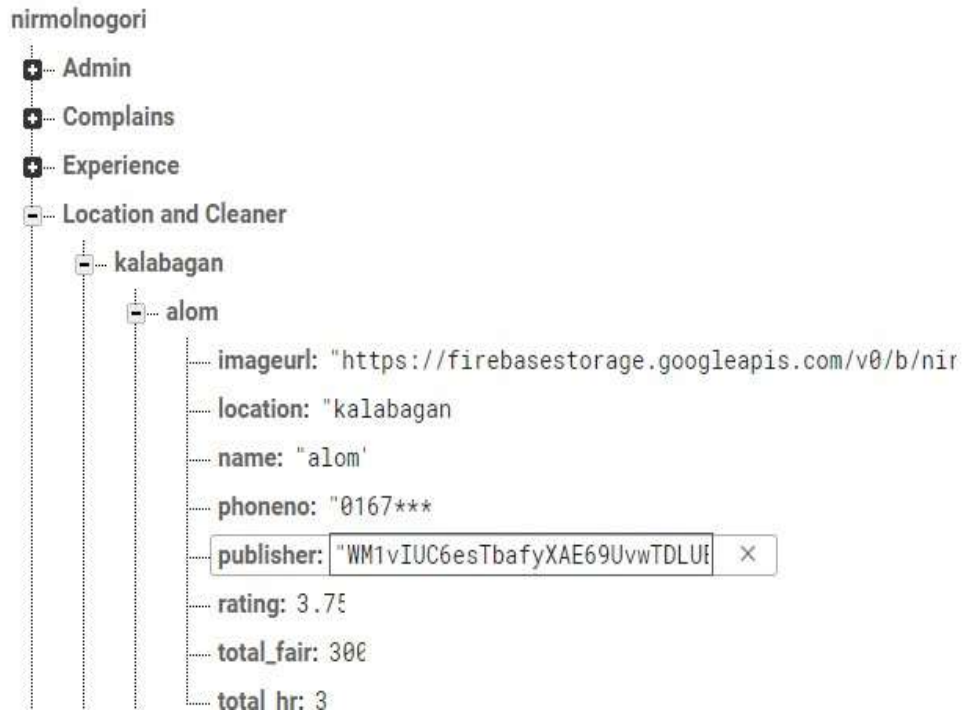 nirmolnogori
Admin
Complains
Experience
Location and Cleaner
kalabagan
alom
imageurl: "https://firebasestorage.googleapis.com/v0/b/nir
location: "kalabagan
name: "alom'
phoneno: "0167***
publisher: "WM1vIUC6esTbafyXAE69UvwTDLUE ×
rating: 3.75
total_fair: 300
total_hr: 3